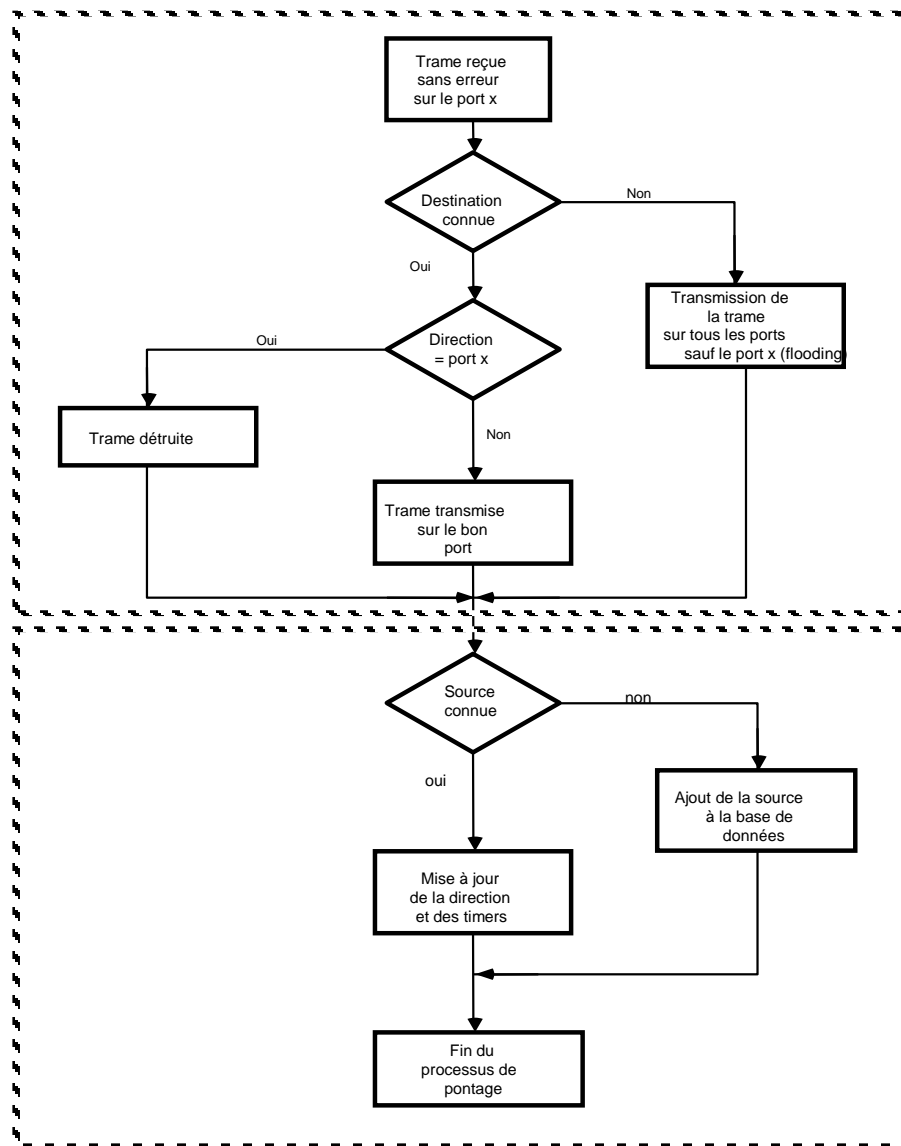 Trame reçue
sans erreur
sur le port x
Destination
connue
Non
Oui
Transmission de
la trame
sur tous les ports
sauf le port x (flooding)
Direction
= port x
Oui
Trame détruite
Non
Trame transmise
sur le bon
port
Source
connue
non
oui
Ajout de la source
à la base de
données
Mise à jour
de la direction
et des timers
Fin du
processus de
pontage